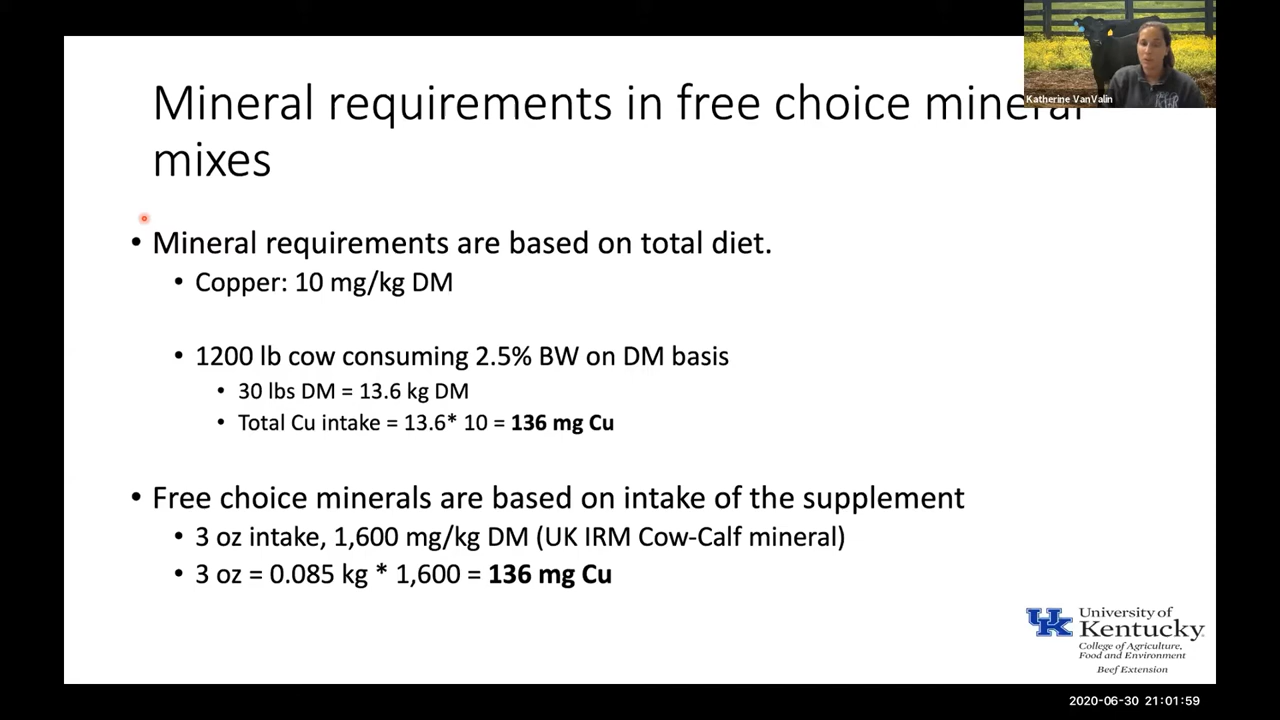 Mineral requirements in free choice mineral
mixes
Katherine VanValin
• Mineral requirements are based on total diet.
• Copper: 10 mg/kg DM
• 1200 lb cow consuming 2.5% BW on DM basis
• 30 lbs DM = 13.6 kg DM
• Total Cu intake = 13.6* 10 = 136 mg Cu
• Free choice minerals are based on intake of the supplement
• 3 oz intake, 1,600 mg/kg DM (UK IRM Cow-Calf mineral)
• 3 oz = 0.085 kg * 1,600 = 136 mg Cu
UK
University of
Kentucky
College of Agriculture,
Food and Environment
Beef Extension
2020-06-30 21:01:59